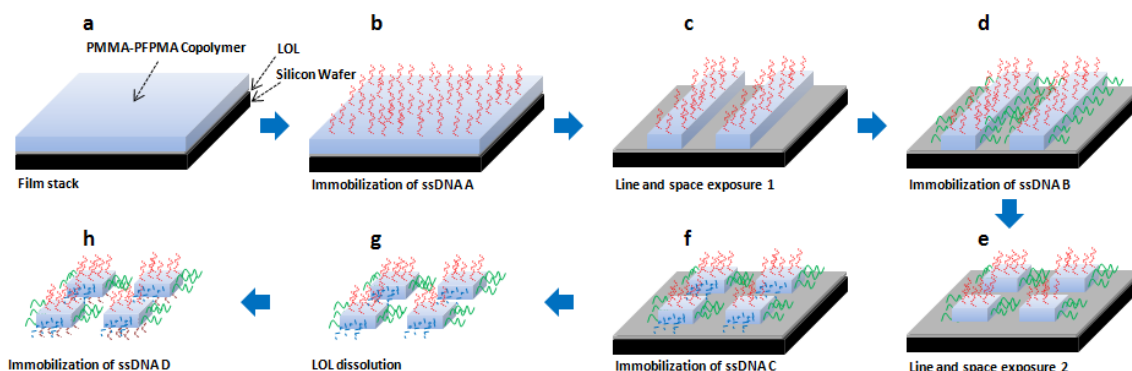 a
b
c
d
PMMA-PFPMA Copolymer
LOL
Silicon Wafer
Film stack
Immobilization of ssDNA A
Line and space exposure 1
Immobilization of ssDNA B
h
g
f
e
Immobilization of ssDNA D
LOL dissolution
Immobilization of ssDNA C
Line and space exposure 2